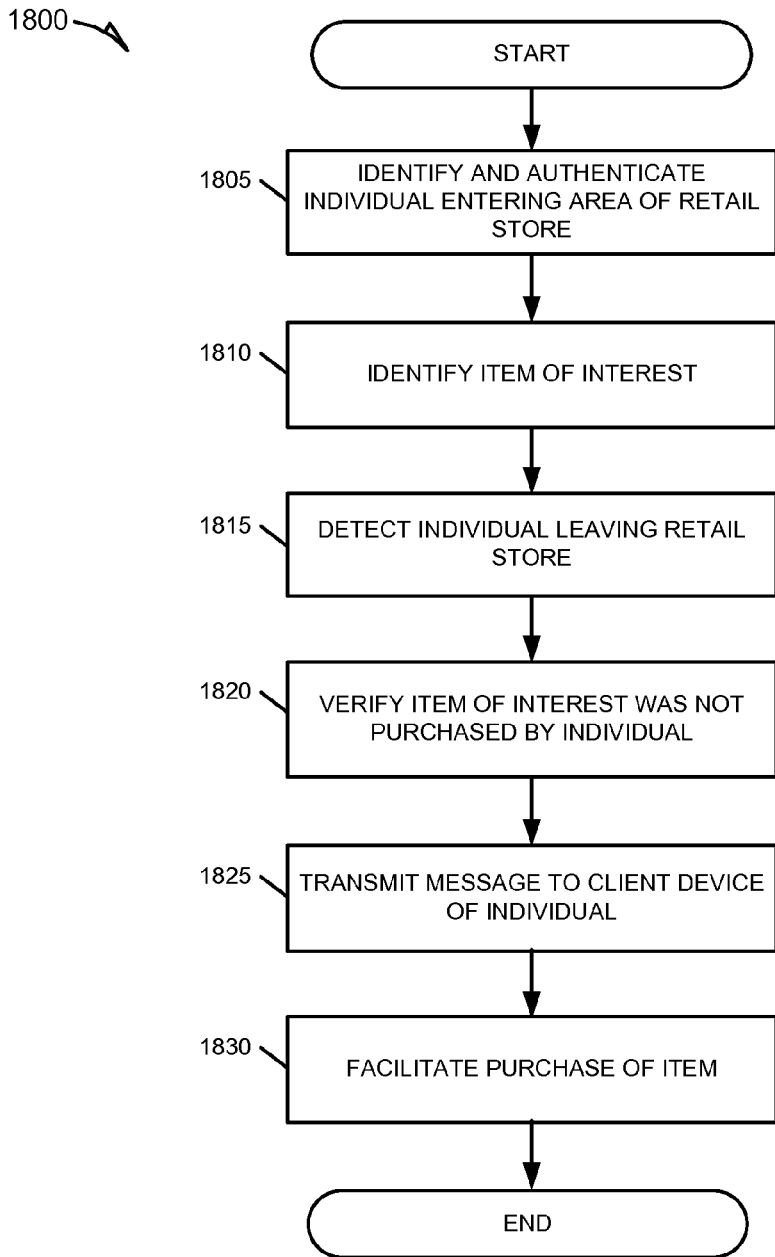 1800
START
1805
IDENTIFY AND AUTHENTICATE
INDIVIDUAL ENTERING AREA OF RETAIL
STORE
1810
IDENTIFY ITEM OF INTEREST
1815
DETECT INDIVIDUAL LEAVING RETAIL
STORE
1820
VERIFY ITEM OF INTEREST WAS NOT
PURCHASED BY INDIVIDUAL
1825
TRANSMIT MESSAGE TO CLIENT DEVICE
OF INDIVIDUAL
1830
FACILITATE PURCHASE OF ITEM
END